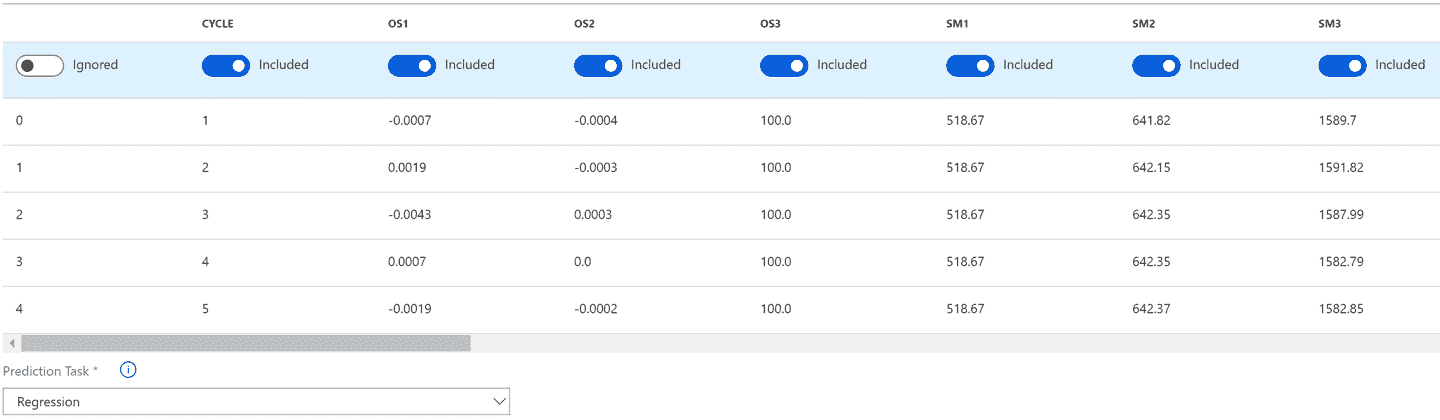 CYCLE OS1 OS2 OS3 SM1 SM2 SM3
Ignored Included Included Included Included Included Included Included
0 1 -0.0007 -0.0004 100.0 518.67 641.82 1589.7
1 2 0.0019 -0.0003 100.0 518.67 642.15 1591.82
2 3 -0.0043 0.0003 100.0 518.67 642.35 1587.99
3 4 0.0007 0.0 100.0 518.67 642.35 1582.79
4 5 -0.0019 -0.0002 100.0 518.67 642.37 1582.85
Prediction Task * i
Regression